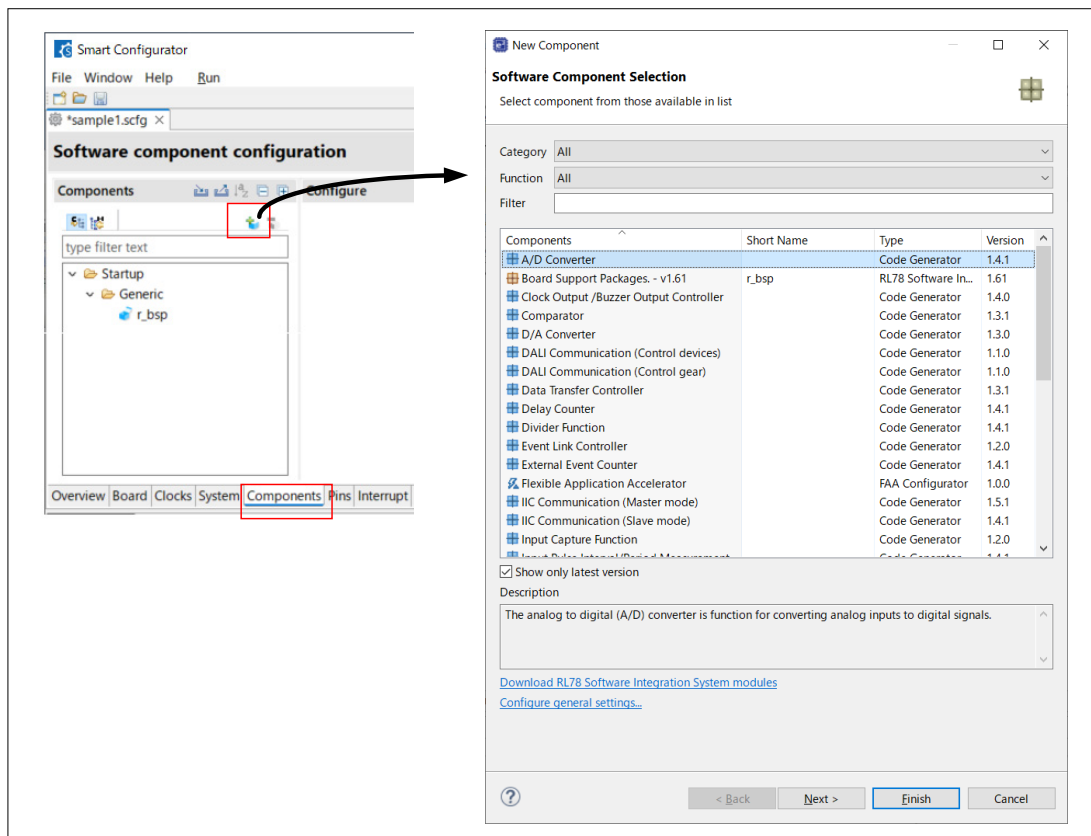 Smart Configurator
File Window Help Run
*sample1.scfg
Software component configuration
Components
Configure
type filter text
Startup
Generic
r_bsp
Overview Board Clocks System Components Pins Interrupt
New Component
Software Component Selection
Select component from those available in list
Category All
Function All
Filter
Components Short Name Type Version
A/D Converter Code Generator 1.4.1
Board Support Packages. - v1.61 r_bsp RL78 Software In... 1.61
Clock Output /Buzzer Output Controller Code Generator 1.4.0
Comparator Code Generator 1.3.1
D/A Converter Code Generator 1.3.0
DALI Communication (Control devices) Code Generator 1.1.0
DALI Communication (Control gear) Code Generator 1.1.0
Data Transfer Controller Code Generator 1.3.1
Delay Counter Code Generator 1.4.1
Divider Function Code Generator 1.4.1
Event Link Controller Code Generator 1.2.0
External Event Counter Code Generator 1.4.1
Flexible Application Accelerator FAA Configurator 1.0.0
IIC Communication (Master mode) Code Generator 1.5.1
IIC Communication (Slave mode) Code Generator 1.4.1
Input Capture Function Code Generator 1.2.0
Show only latest version
Description
The analog to digital (A/D) converter is function for converting analog inputs to digital signals.
Download RL78 Software Integration System modules
Configure general settings...
< Back Next > Finish Cancel